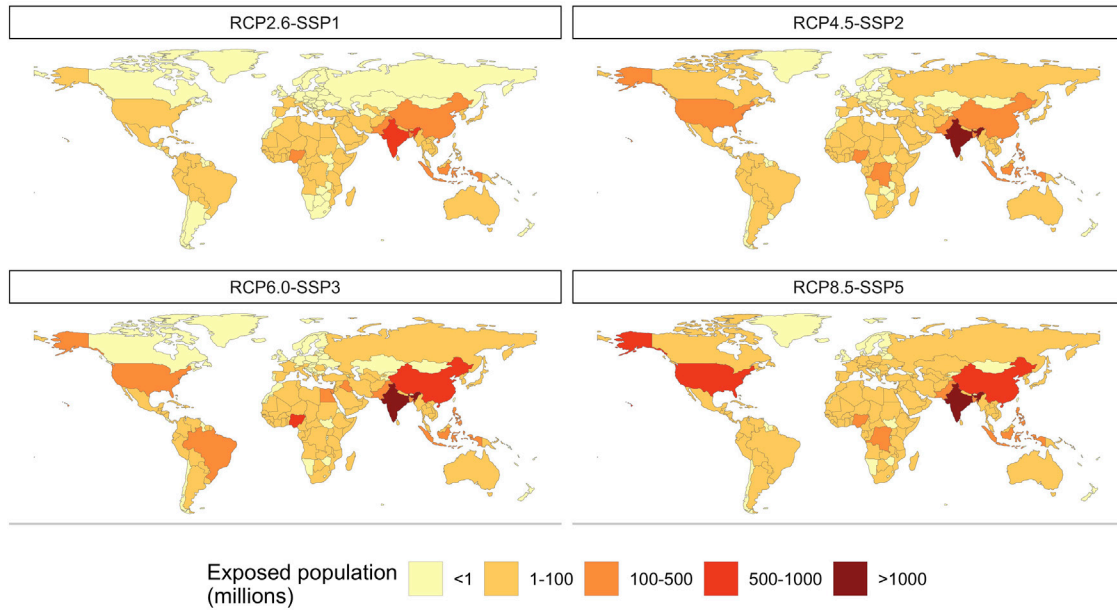 RCP2.6-SSP1
RCP4.5-SSP2
RCP6.0-SSP3
RCP8.5-SSP5
Exposed population
(millions)
<1
1-100
100-500
500-1000
>1000